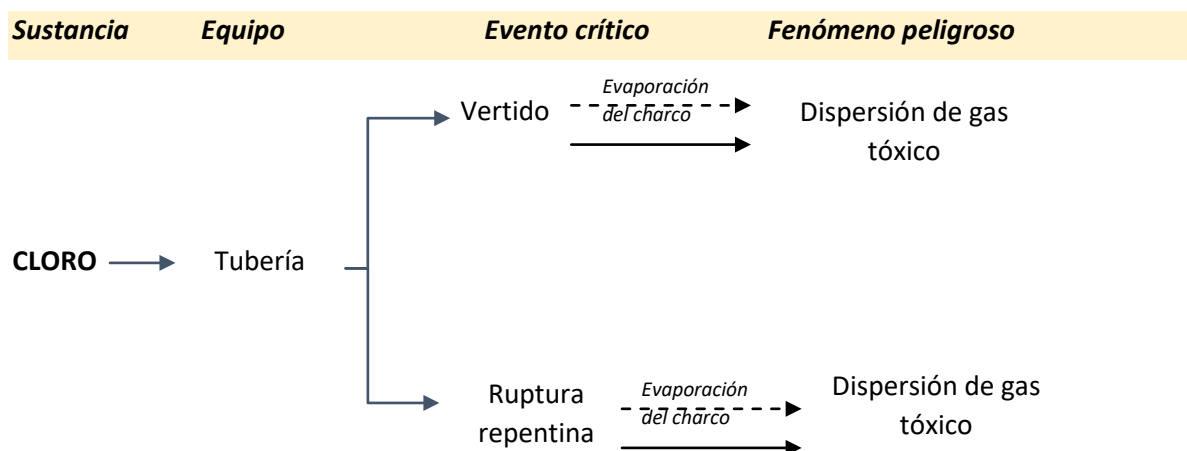 Sustancia Equipo Evento crítico Fenómeno peligroso
Evaporación
Vertido del charco Dispersión de gas
tóxico
CLORO Tubería
Ruptura Evaporación Dispersión de gas
repentina del charco tóxico